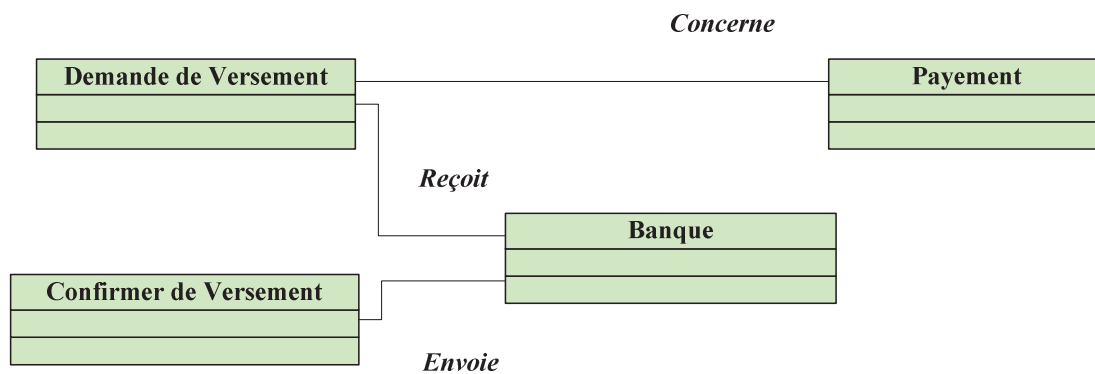 Concerne
Demande de Versement
Payement
Reçoit
Banque
Confirmer de Versement
Envoie